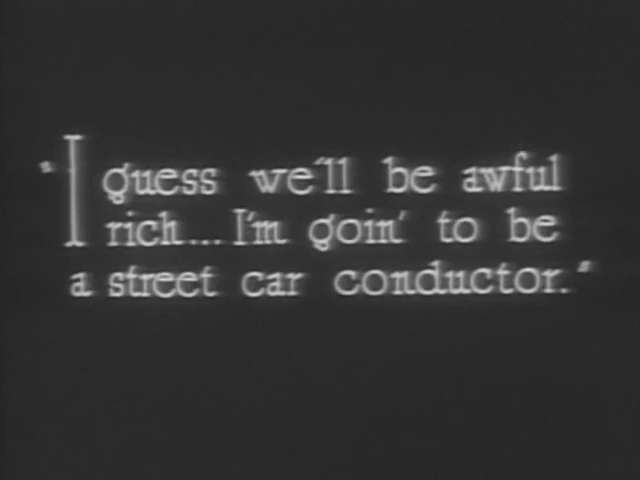 "I guess we'll be awful
rich... I'm goin' to be
a street car conductor."